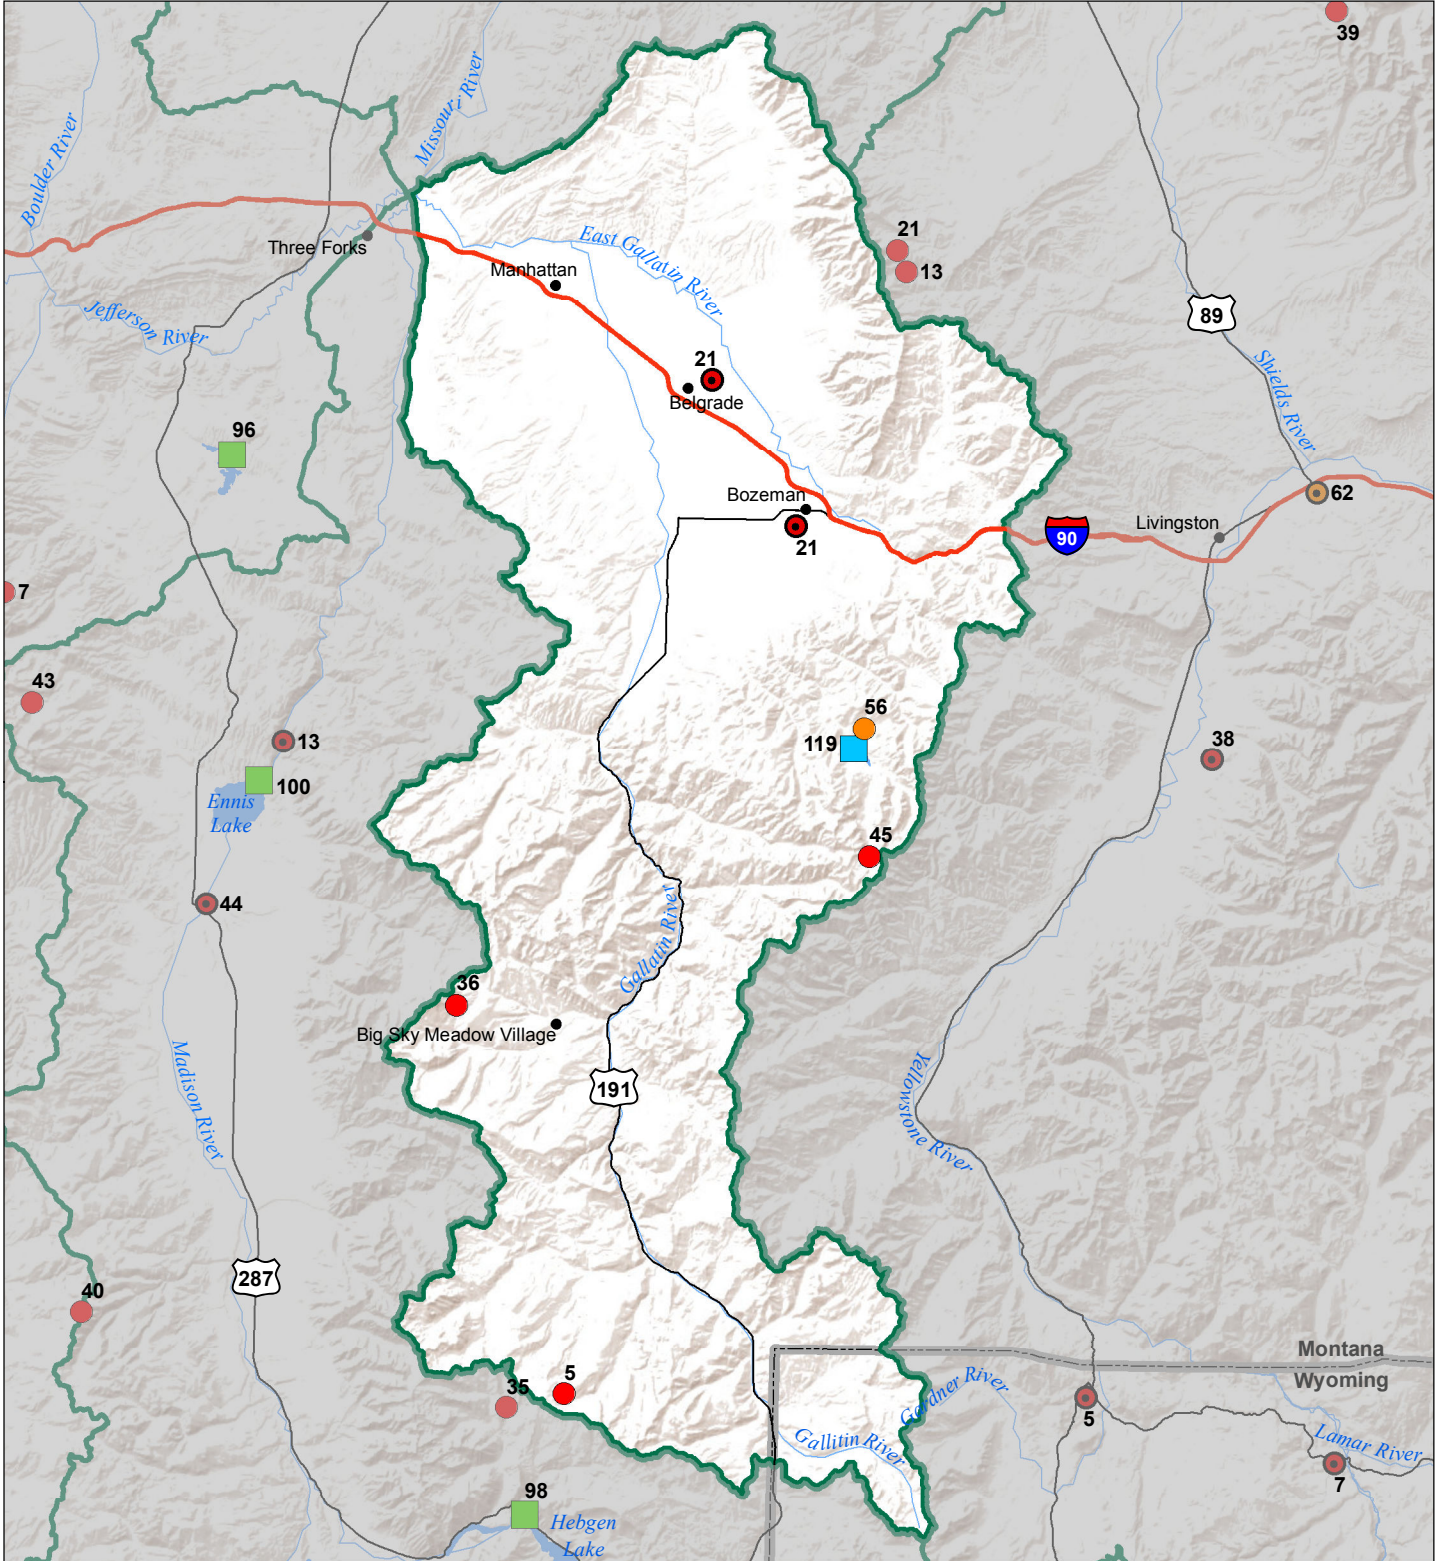 39
Missouri River
Boulder River
Three Forks
East Gallatin River
21
13
Manhattan
89
Jefferson River
Shields River
21
Belgrade
96
62
Bozeman
Livingston
21
90
7
43
56
119
13
38
100
Ennis
Lake
45
44
Gallatin River
36
Big Sky Meadow Village
Madison River
Yellowstone River
191
287
40
Montana
Wyoming
35
5
Gardner River
5
Gallitin River
Lamar River
7
98
Hebgen
Lake